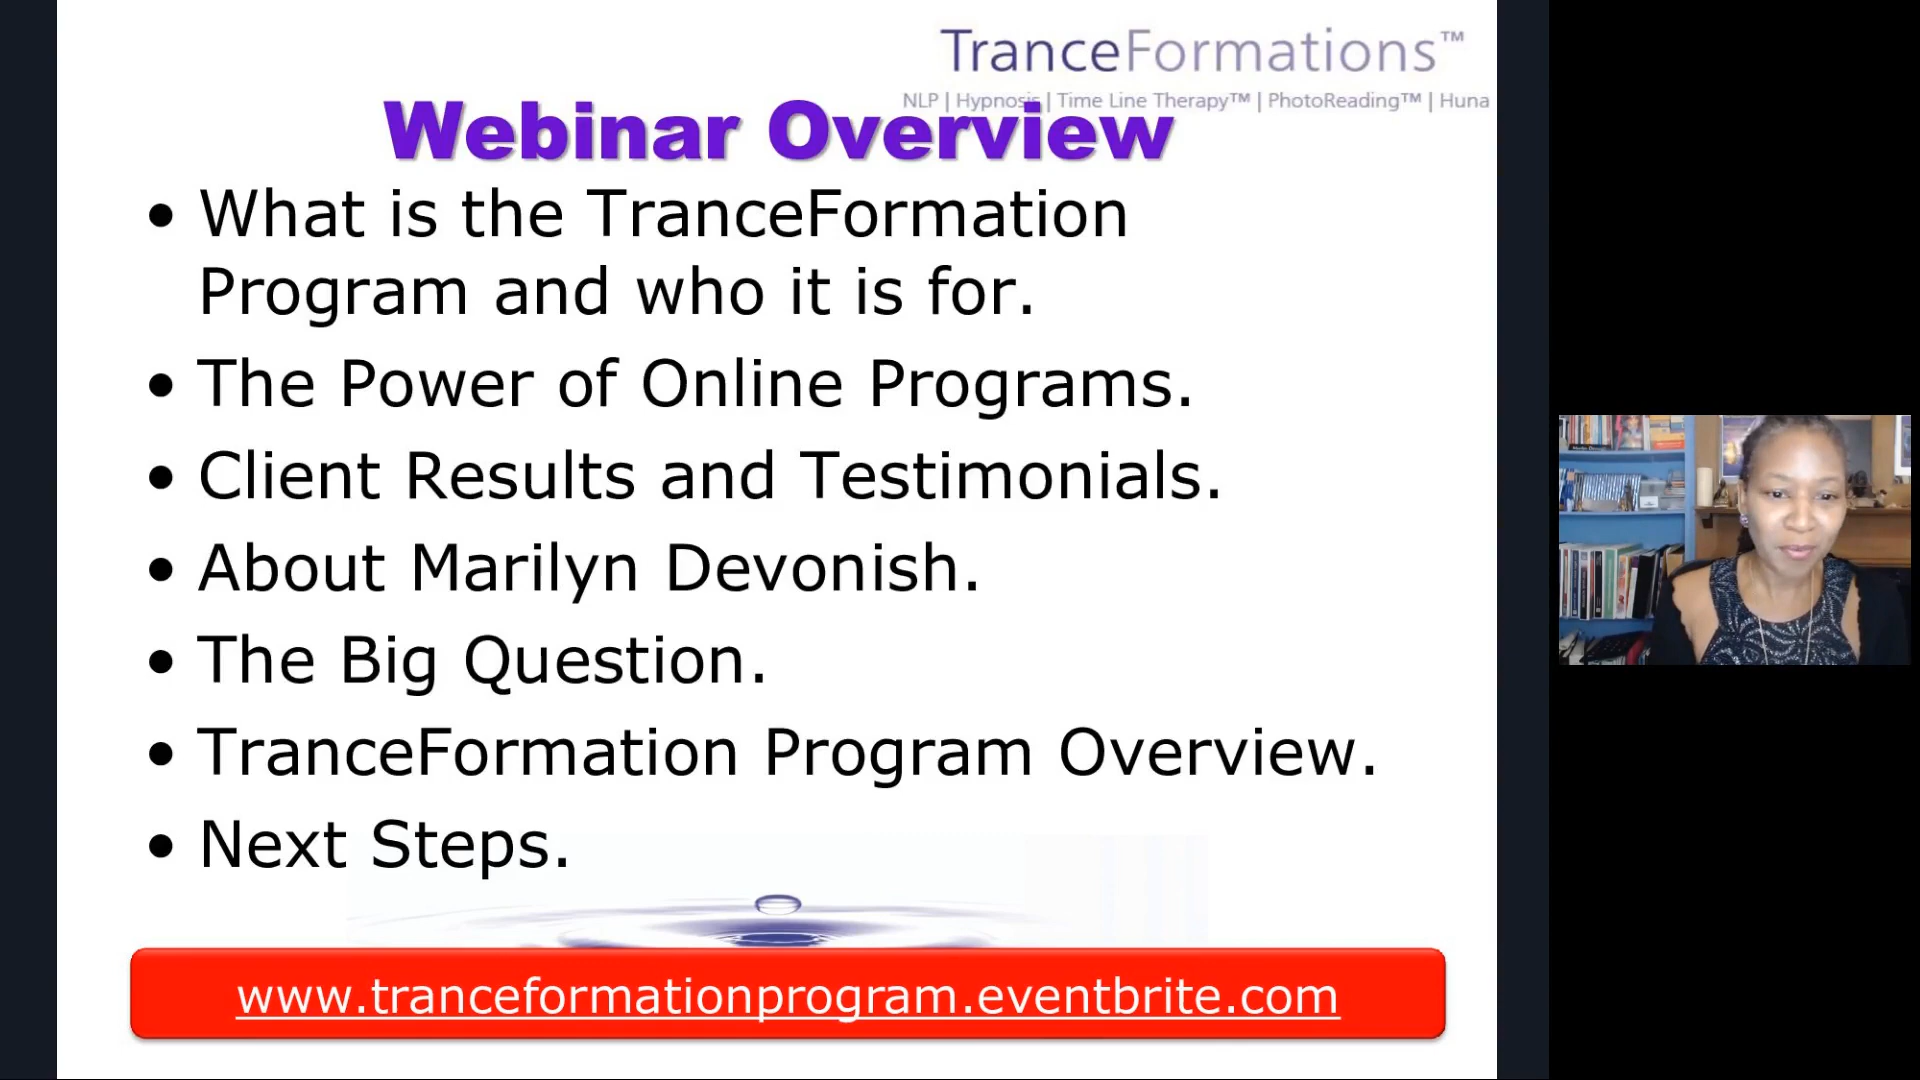 TranceFormations™
NLP | Hypnosis | Time Line Therapy™ | PhotoReading™ | Huna
Webinar Overview
• What is the TranceFormation
Program and who it is for.
• The Power of Online Programs.
• Client Results and Testimonials.
• About Marilyn Devonish.
• The Big Question.
• TranceFormation Program Overview.
• Next Steps.
www.tranceformationprogram.eventbrite.com